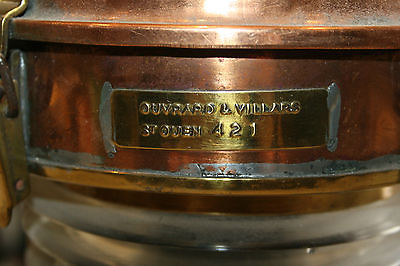 OUVRARD & VILLARS
ST OUEN 421